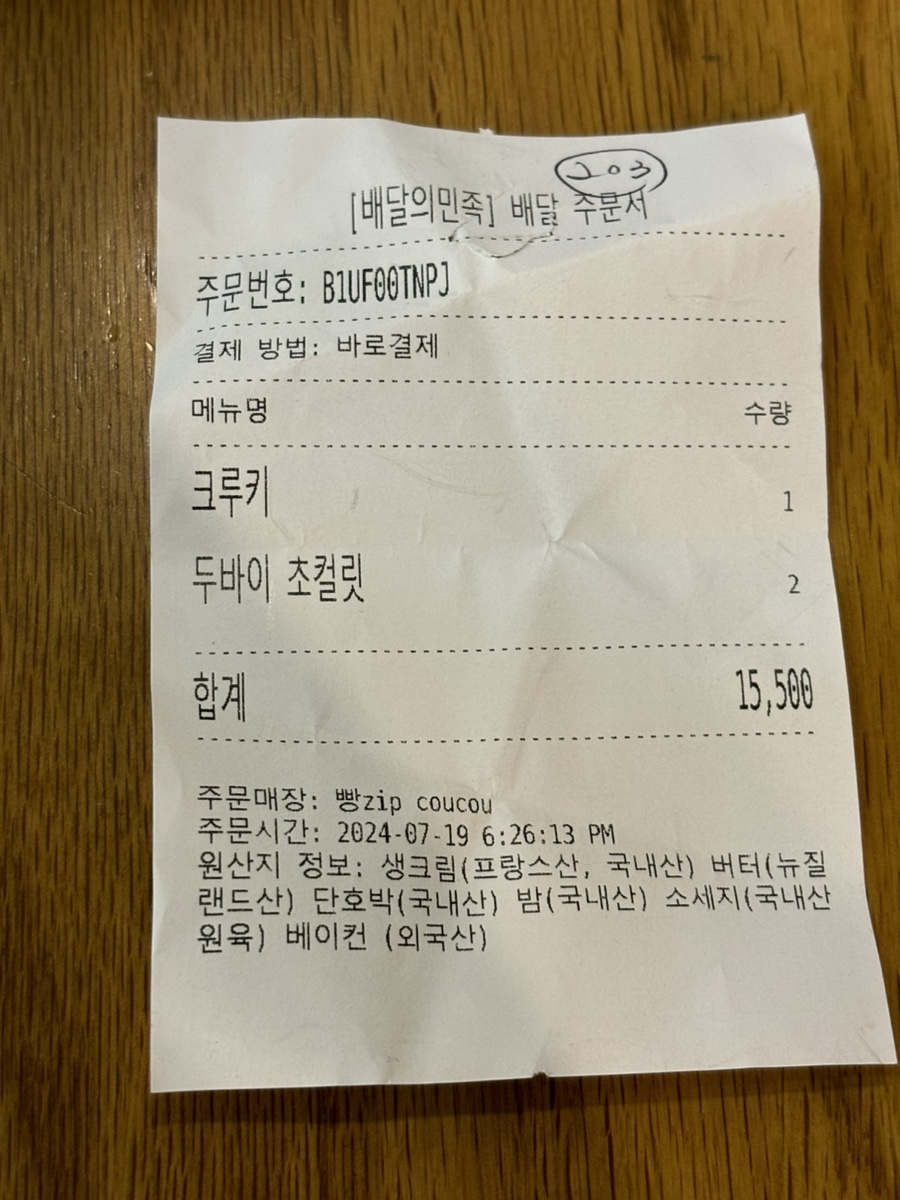 203
[배달의민족] 배달 주문서
주문번호: B1UF00TNPJ
결제 방법: 바로결제
메뉴명 수량
크루키 1
두바이 초컬릿 2
합계 15,500
주문매장: 빵zip coucou
주문시간: 2024-07-19 6:26:13 PM
원산지 정보: 생크림(프랑스산, 국내산) 버터(뉴질
랜드산) 단호박(국내산) 밤(국내산) 소세지(국내산
원육) 베이컨 (외국산)